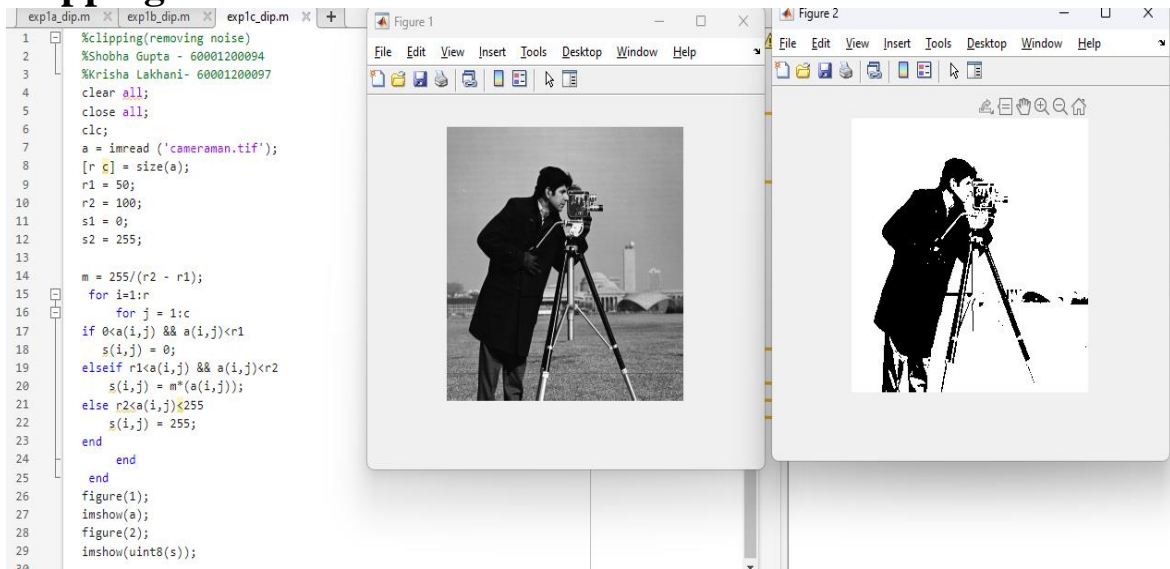 pping
exp1a_dip.m × exp1b_dip.m × exp1c_dip.m × +
1 %clipping(removing noise)
2 %Shobha Gupta - 60001200094
3 %Krisha Lakhani- 60001200097
4 clear all;
5 close all;
6 clc;
7 a = imread ('cameraman.tif');
8 [r c] = size(a);
9 r1 = 50;
10 r2 = 100;
11 s1 = 0;
12 s2 = 255;
13
14 m = 255/(r2 - r1);
15 for i=1:r
16 for j = 1:c
17 if 0<a(i,j) && a(i,j)<r1
18 s(i,j) = 0;
19 elseif r1<a(i,j) && a(i,j)<r2
20 s(i,j) = m*(a(i,j));
21 else r2<a(i,j)<255
22 s(i,j) = 255;
23 end
24 end
25 end
26 figure(1);
27 imshow(a);
28 figure(2);
29 imshow(uint8(s));
30
Figure 1
File Edit View Insert Tools Desktop Window Help
Figure 2
File Edit View Insert Tools Desktop Window Help